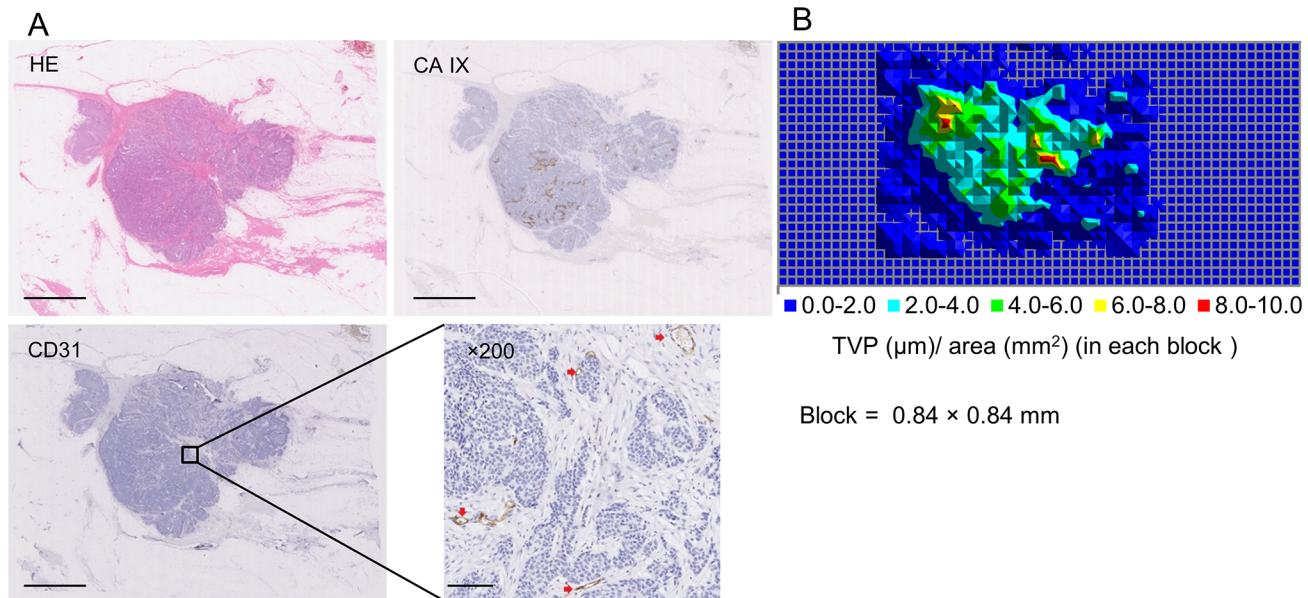 A
HE
CA IX
CD31
×200
B
0.0-2.0 2.0-4.0 4.0-6.0 6.0-8.0 8.0-10.0
TVP (μm)/ area (mm²) (in each block )
Block = 0.84 × 0.84 mm